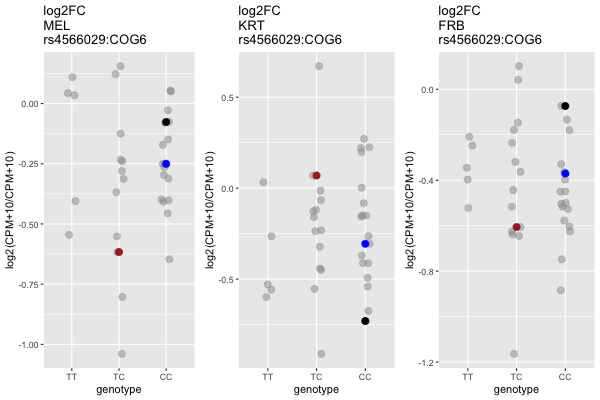 log2FC
MEL
rs4566029:COG6
log2(CPM+10/CPM+10)
0.00
-0.25
-0.50
-0.75
-1.00
TT TC CC
genotype
log2FC
KRT
rs4566029:COG6
log2(CPM+10/CPM+10)
0.5
0.0
-0.5
TT TC CC
genotype
log2FC
FRB
rs4566029:COG6
log2(CPM+10/CPM+10)
0.0
-0.4
-0.8
-1.2
TT TC CC
genotype